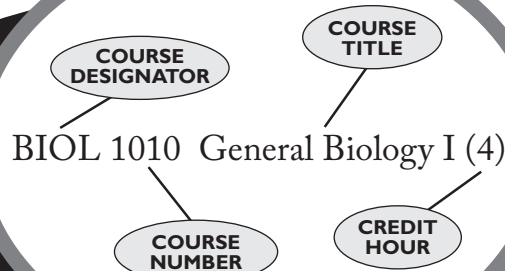 COURSE
DESIGNATOR
COURSE
TITLE
BIOL 1010 General Biology I (4)
COURSE
NUMBER
CREDIT
HOUR